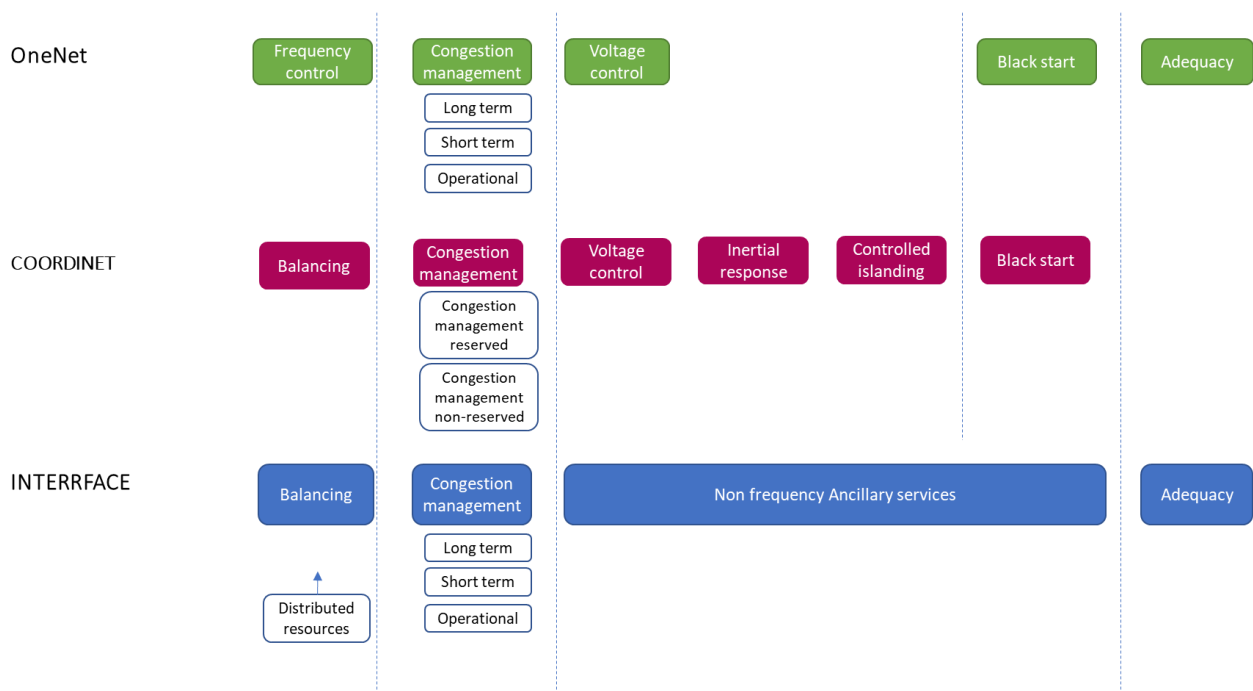 OneNet
Frequency
control
Congestion
management
Voltage
control
Black start
Adequacy
Long term
Short term
Operational
COORDINET
Balancing
Congestion
management
Voltage
control
Inertial
response
Controlled
islanding
Black start
Congestion
management
reserved
Congestion
management
non-reserved
INTERRFACE
Balancing
Congestion
management
Non frequency Ancillary services
Adequacy
Long term
Short term
Operational
Distributed
resources